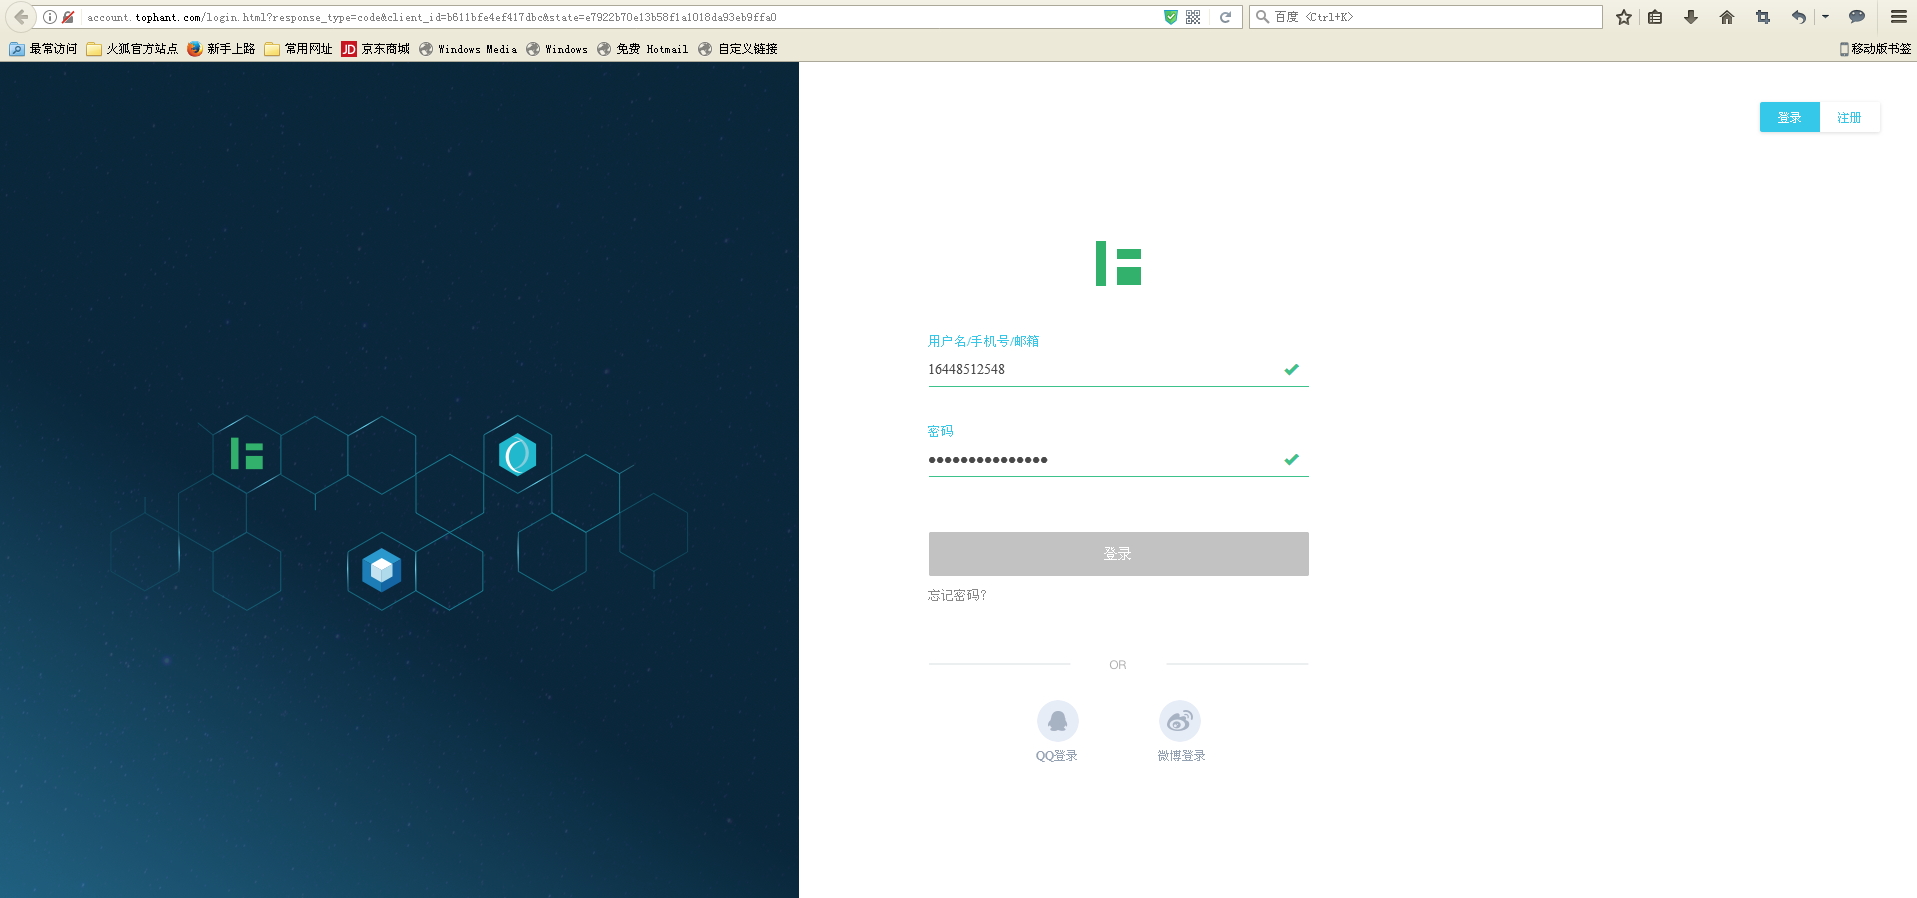 account.tophant.com/login.html?response_type=code&client_id=b611bfe4ef417dbc&state=e7922b70e13b58f1a1018da93eb9ffa0
百度 <Ctrl+K>
最常访问 火狐官方站点 新手上路 常用网址 JD 京东商城 Windows Media Windows 免费 Hotmail 自定义链接 移动版书签
登录 注册
用户名/手机号/邮箱
16448512548
密码
登录
忘记密码?
OR
QQ登录 微博登录